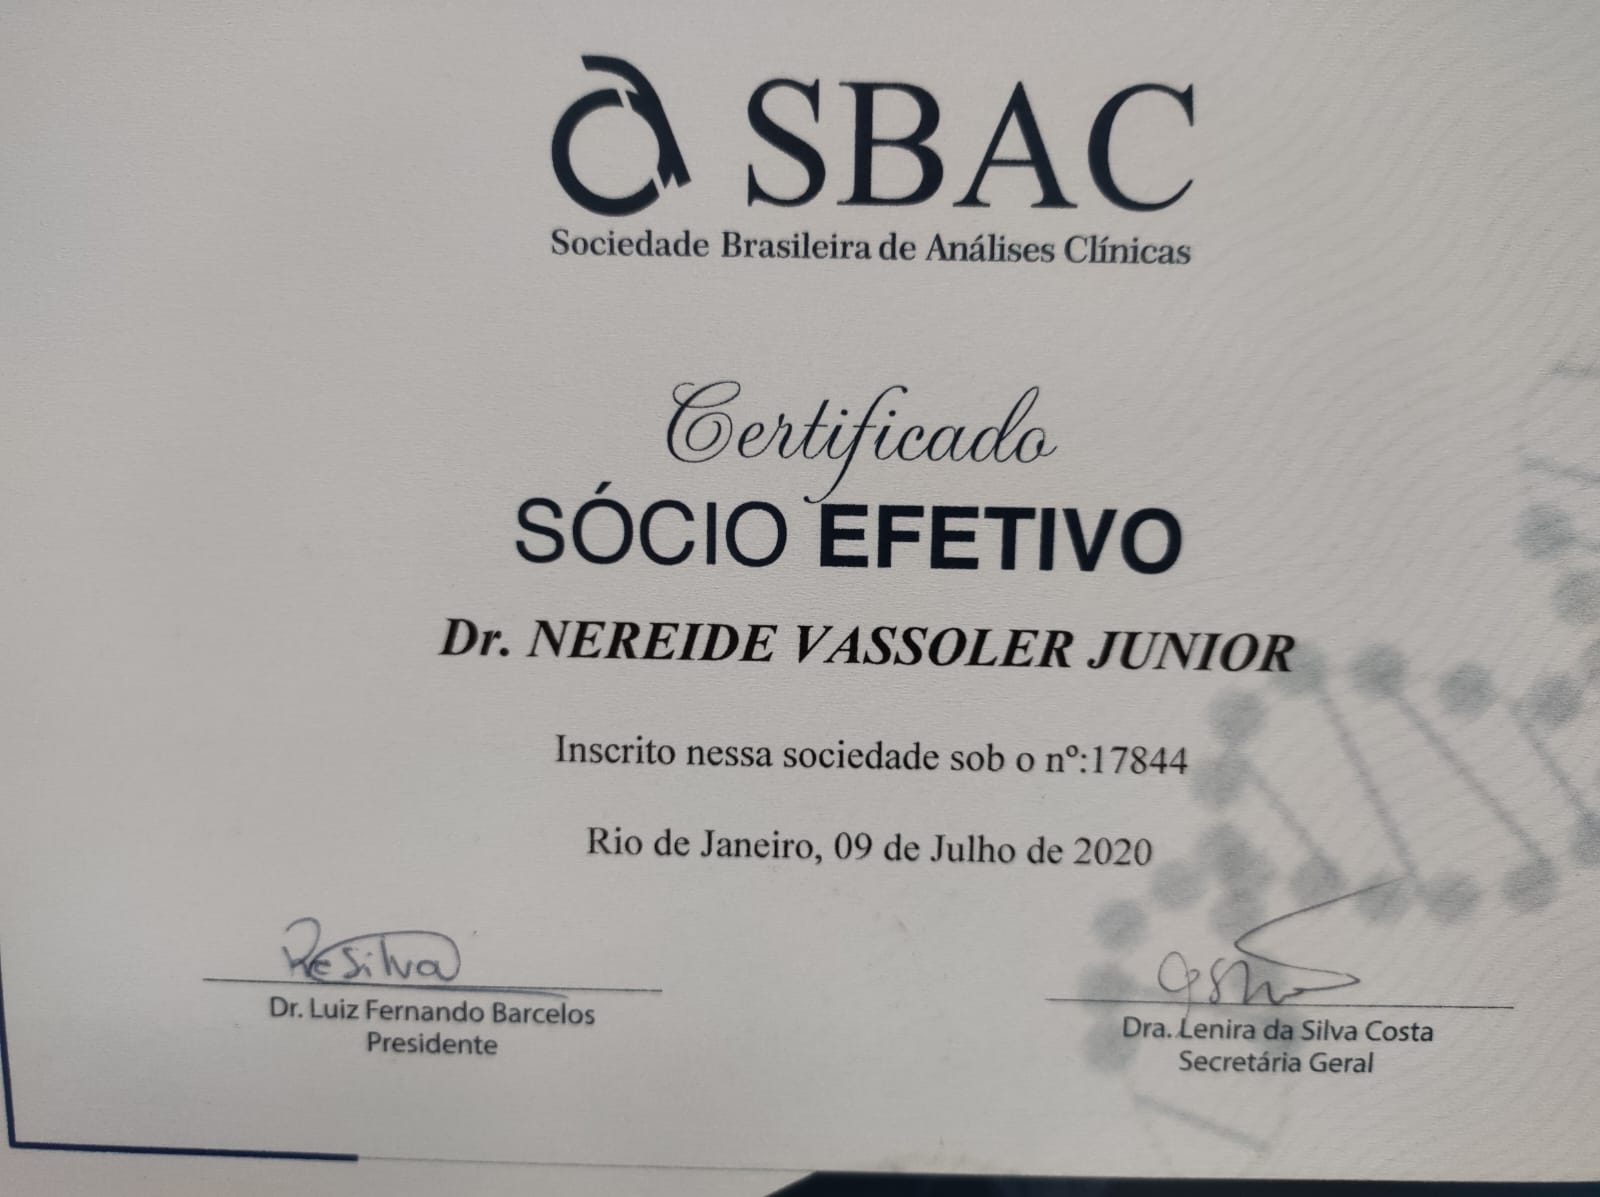 SBAC
Sociedade Brasileira de Análises Clínicas
Certificado
SÓCIO EFETIVO
Dr. NEREIDE VASSOLER JUNIOR
Inscrito nessa sociedade sob o nº:17844
Rio de Janeiro, 09 de Julho de 2020
Dr. Luiz Fernando Barcelos
Presidente
Dra. Lenira da Silva Costa
Secretária Geral